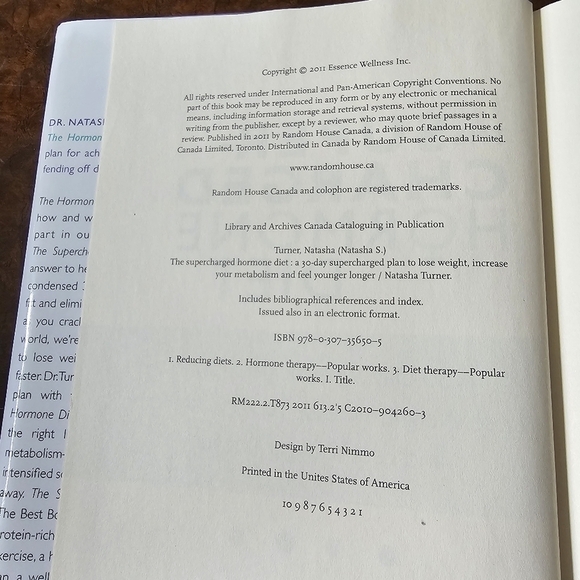 DR. NATAS
The Hormon
plan for ach
fending off d
The Hormon
how and w
part in ou
The Superch
answer to he
condensed
fit and elimi
as you crac
world, we're
to lose wei
faster. Dr. Tur
plan with
Hormone Di
the right
metabolism-
intensified s
away. The S
The Best Bo
rotein-rich
xercise, a h
an a well
Copyright © 2011 Essence Wellness Inc.
All rights reserved under International and Pan-American Copyright Conventions. No
part of this book may be reproduced in any form or by any electronic or mechanical
means, including information storage and retrieval systems, without permission in
writing from the publisher, except by a reviewer, who may quote brief passages in a
review. Published in 2011 by Random House Canada, a division of Random House of
Canada Limited, Toronto. Distributed in Canada by Random House of Canada Limited.
www.randomhouse.ca
Random House Canada and colophon are registered trademarks.
Library and Archives Canada Cataloguing in Publication
Turner, Natasha (Natasha S.)
The supercharged hormone diet : a 30-day supercharged plan to lose weight, increase
your metabolism and feel younger longer / Natasha Turner.
Includes bibliographical references and index.
Issued also in an electronic format.
ISBN 978-0-307-35650-5
1. Reducing diets. 2. Hormone therapy—Popular works. 3. Diet therapy—Popular
works. I. Title.
RM222.2.T873 2011 613.2'5 C2010-904260-3
Design by Terri Nimmo
Printed in the Unites States of America
10 9 8 7 6 5 4 3 2 1